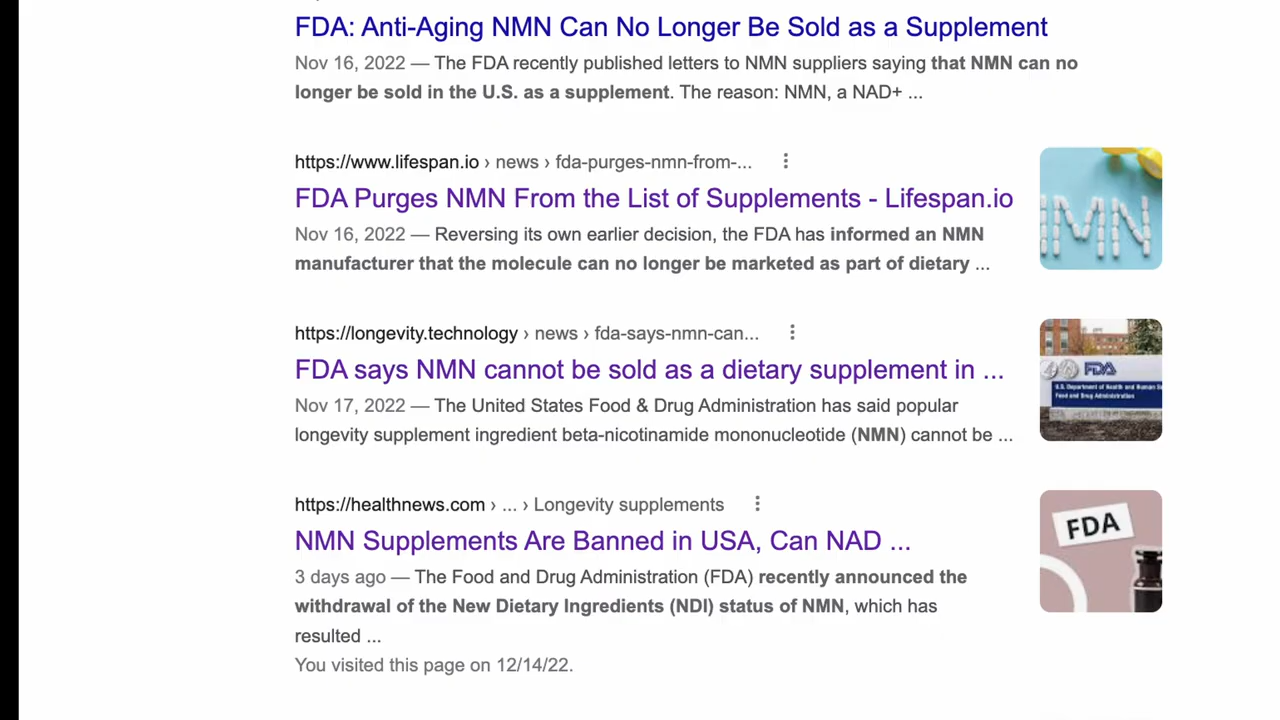 FDA: Anti-Aging NMN Can No Longer Be Sold as a Supplement
Nov 16, 2022 — The FDA recently published letters to NMN suppliers saying that NMN can no
longer be sold in the U.S. as a supplement. The reason: NMN, a NAD+ ...
https://www.lifespan.io › news › fda-purges-nmn-from-...
FDA Purges NMN From the List of Supplements - Lifespan.io
Nov 16, 2022 — Reversing its own earlier decision, the FDA has informed an NMN
manufacturer that the molecule can no longer be marketed as part of dietary ...
NMN
https://longevity.technology › news › fda-says-nmn-can...
FDA says NMN cannot be sold as a dietary supplement in ...
Nov 17, 2022 — The United States Food & Drug Administration has said popular
longevity supplement ingredient beta-nicotinamide mononucleotide (NMN) cannot be ...
FDA
U.S. Department of Health and Human
Food and Drug Administration
https://healthnews.com › ... › Longevity supplements
NMN Supplements Are Banned in USA, Can NAD ...
3 days ago — The Food and Drug Administration (FDA) recently announced the
withdrawal of the New Dietary Ingredients (NDI) status of NMN, which has
resulted ...
You visited this page on 12/14/22.
FDA